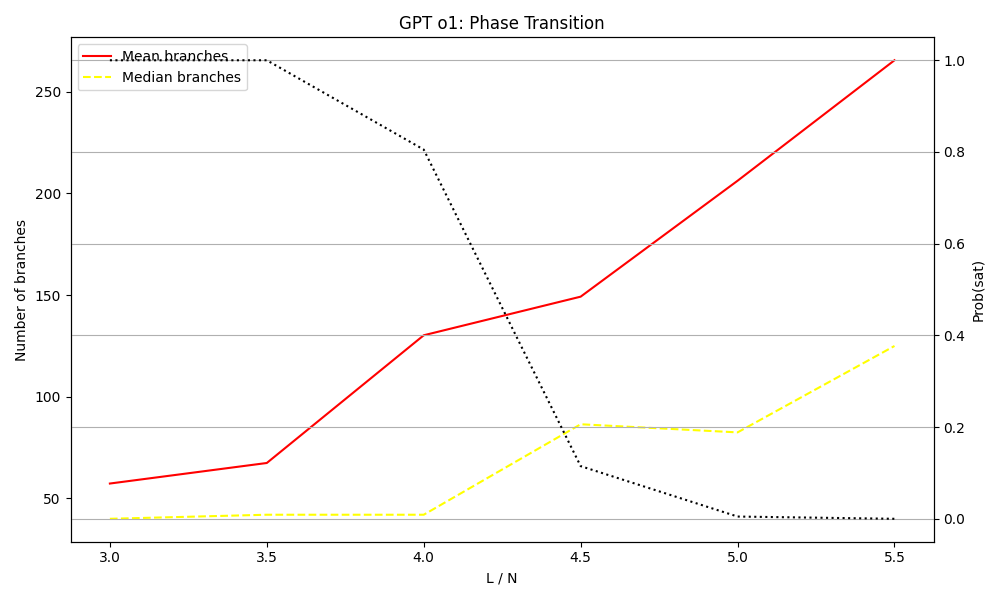 GPT o1: Phase Transition
Mean branches
Median branches
250
200
150
100
50
Number of branches
1.0
0.8
0.6
0.4
0.2
0.0
Prob(sat)
3.0 3.5 4.0 4.5 5.0 5.5
L / N